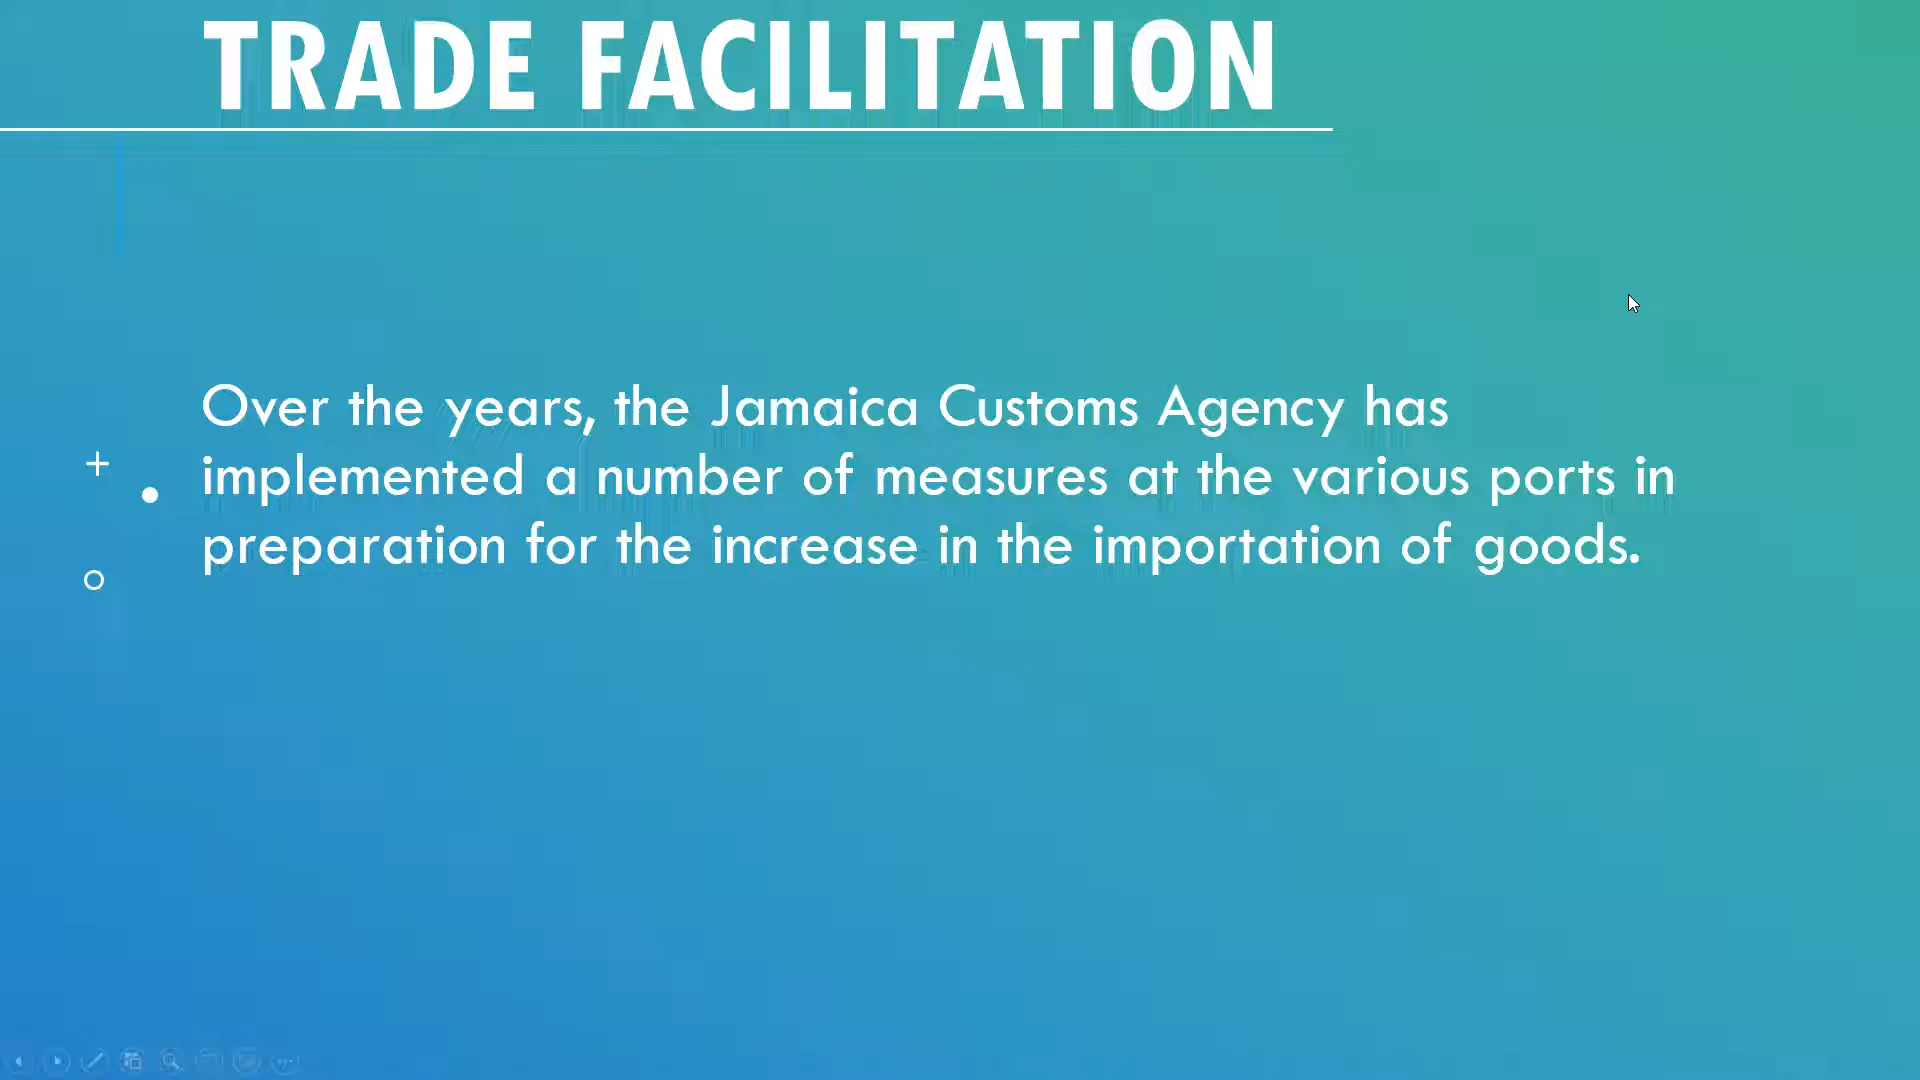 TRADE FACILITATION
Over the years, the Jamaica Customs Agency has
implemented a number of measures at the various ports in
preparation for the increase in the importation of goods.